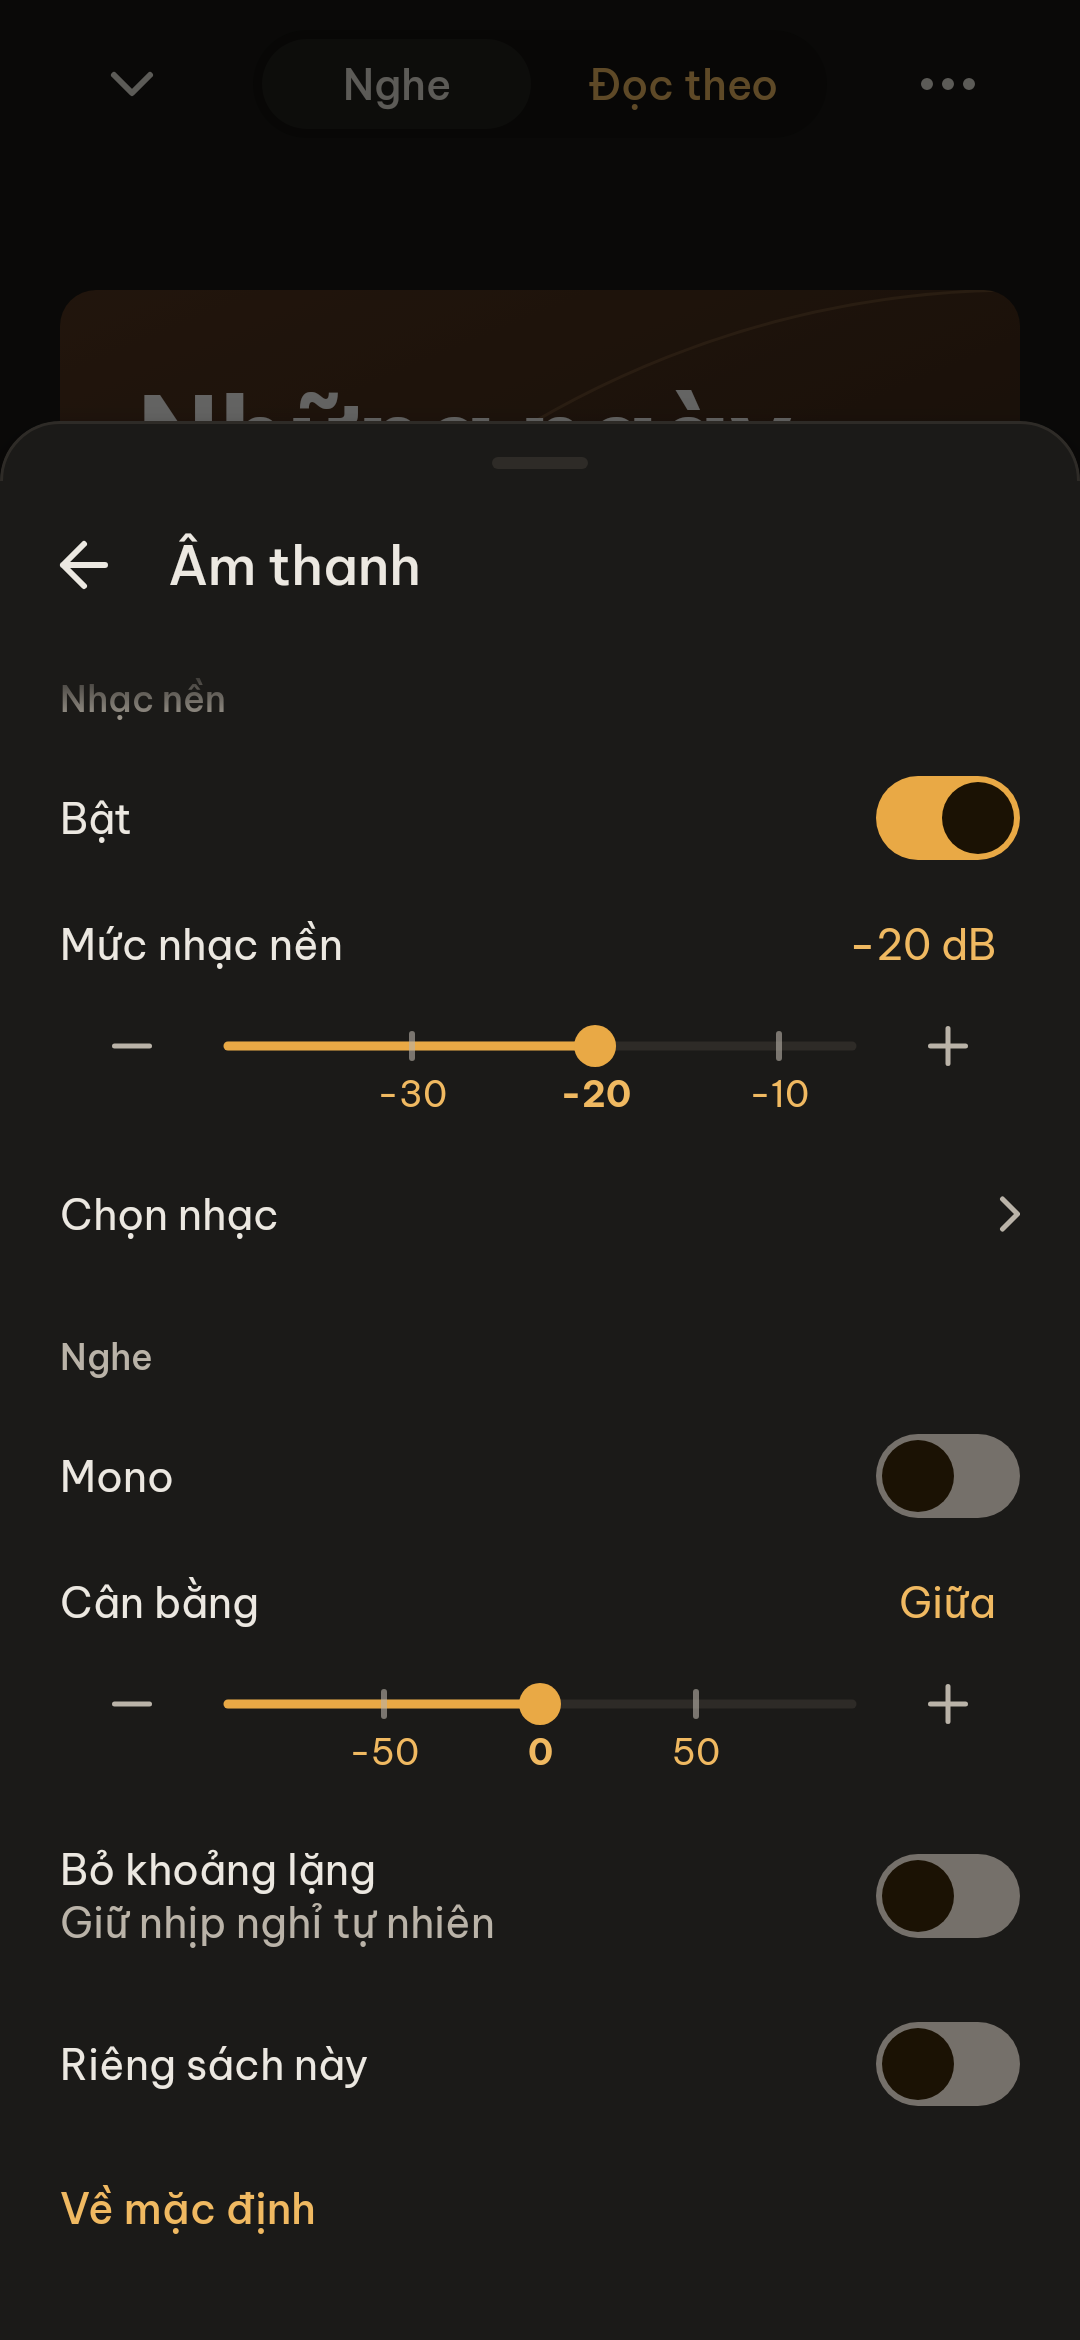 Nghe
Đọc theo
Những ngày
Âm thanh
Nhạc nền
Bật
Mức nhạc nền
-20 dB
-30
-20
-10
Chọn nhạc
Nghe
Mono
Cân bằng
Giữa
-50
0
50
Bỏ khoảng lặng
Giữ nhịp nghỉ tự nhiên
Riêng sách này
Về mặc định